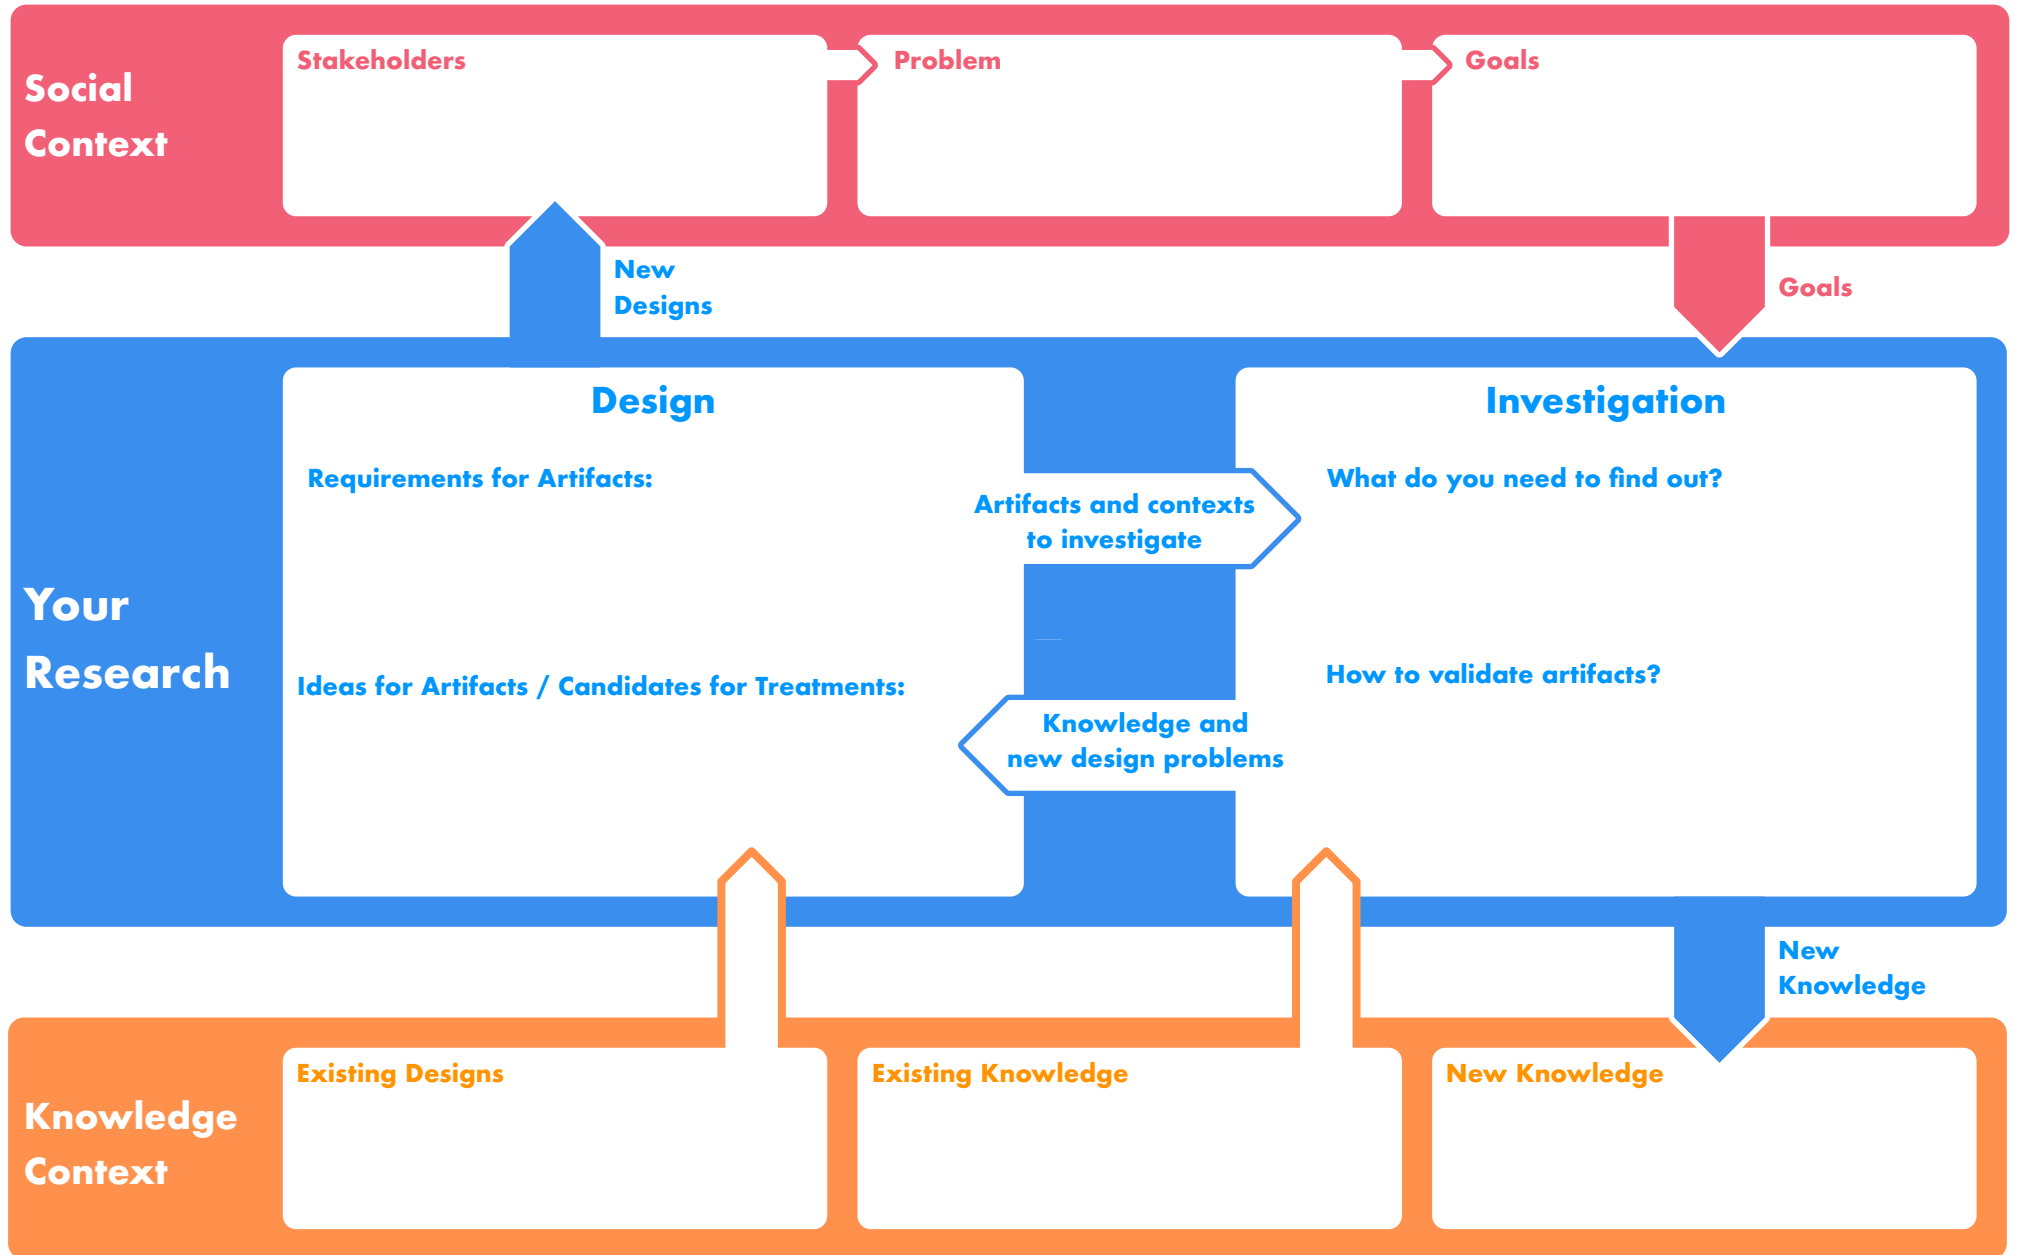 Social
Context
Stakeholders
Problem
Goals
New
Designs
Goals
Your
Research
Design
Requirements for Artifacts:
Ideas for Artifacts / Candidates for Treatments:
Artifacts and contexts
to investigate
Knowledge and
new design problems
Investigation
What do you need to find out?
How to validate artifacts?
New
Knowledge
Knowledge
Context
Existing Designs
Existing Knowledge
New Knowledge